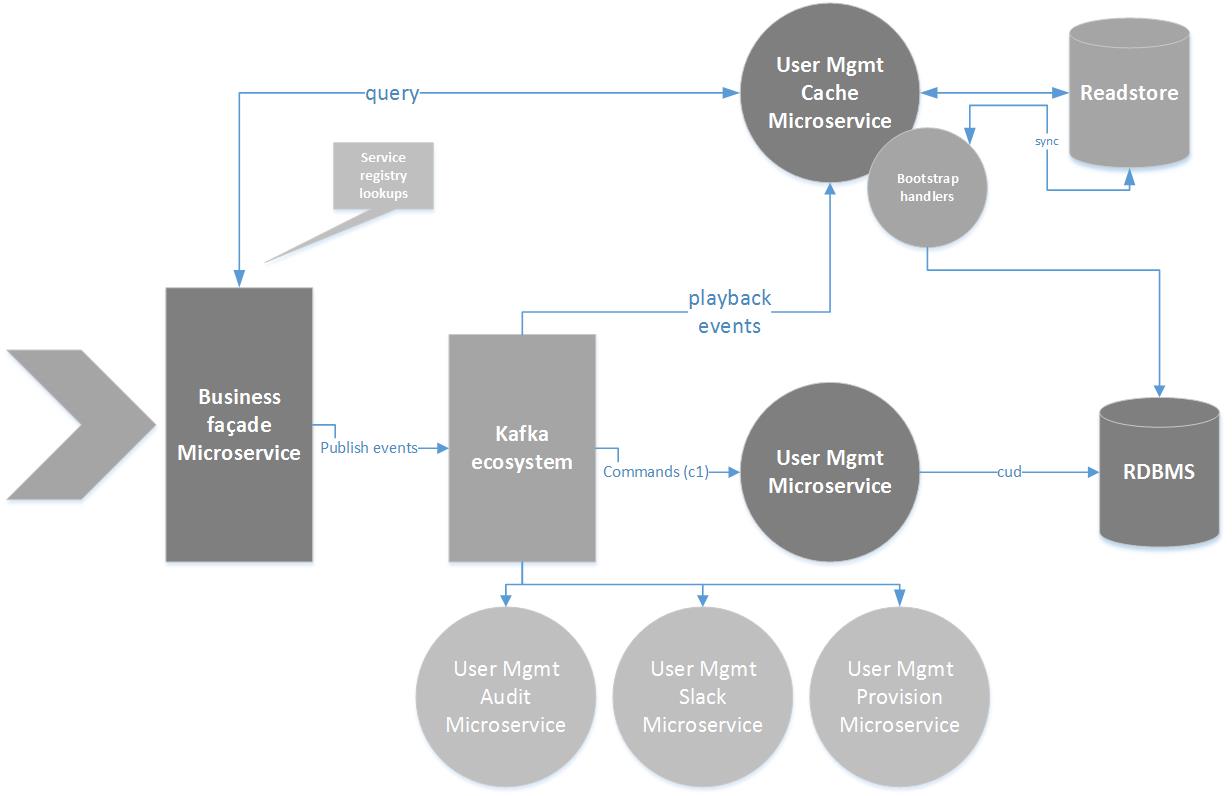 User Mgmt
Cache
Microservice
Readstore
query
sync
Service
registry
lookups
Bootstrap
handlers
playback
events
Business
façade
Microservice
Publish events
Kafka
ecosystem
Commands (c1)
User Mgmt
Microservice
cud
RDBMS
User Mgmt
Audit
Microservice
User Mgmt
Slack
Microservice
User Mgmt
Provision
Microservice